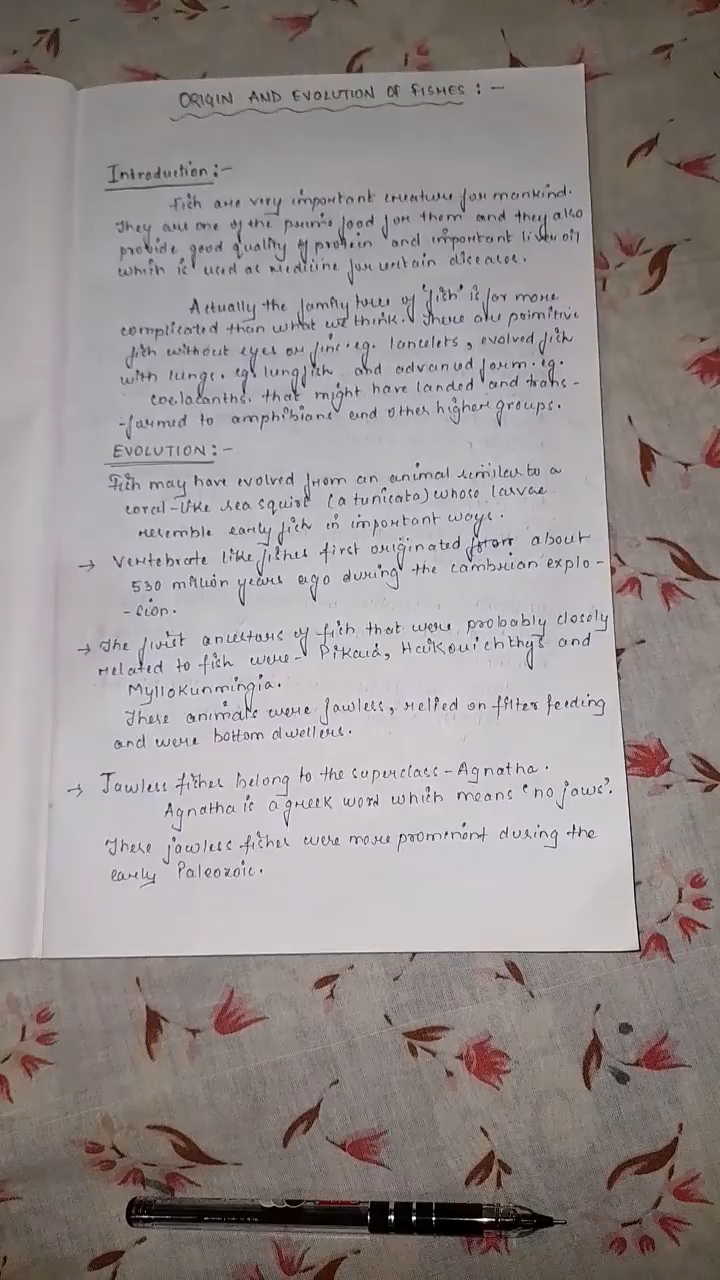 ORIGIN AND EVOLUTION OF FISHES :-
Introduction :-
Fish are very important creature for mankind.
They are one of the prime food for them and they also
provide good quality of protein and important liver oil
which is used as medicine for certain diseases.
Actually the family tree of 'fish' is far more
complicated than what we think. There are primitive
fish without eyes or fins. eg. lancelets, evolved fish
with lungs. eg. lungfish and advanced form. eg.
coelacanths. that might have landed and trans-
-formed to amphibians and other higher groups.
EVOLUTION :-
Fish may have evolved from an animal similar to a
coral-like sea squirt (a tunicata) whose larvae
resemble early fish in important ways.
→ Vertebrate like fishes first originated from about
530 million years ago during the cambrian explo-
-sion.
→ The first ancestors of fish that were probably closely
related to fish were- Pikaia, Haikouichthys and
Myllokunmingia.
These animals were jawless, relied on filter feeding
and were bottom dwellers.
→ Jawless fishes belong to the superclass - Agnatha.
Agnatha is a greek word which means 'no jaws'.
These jawless fishes were more prominent during the
early Paleozoic.